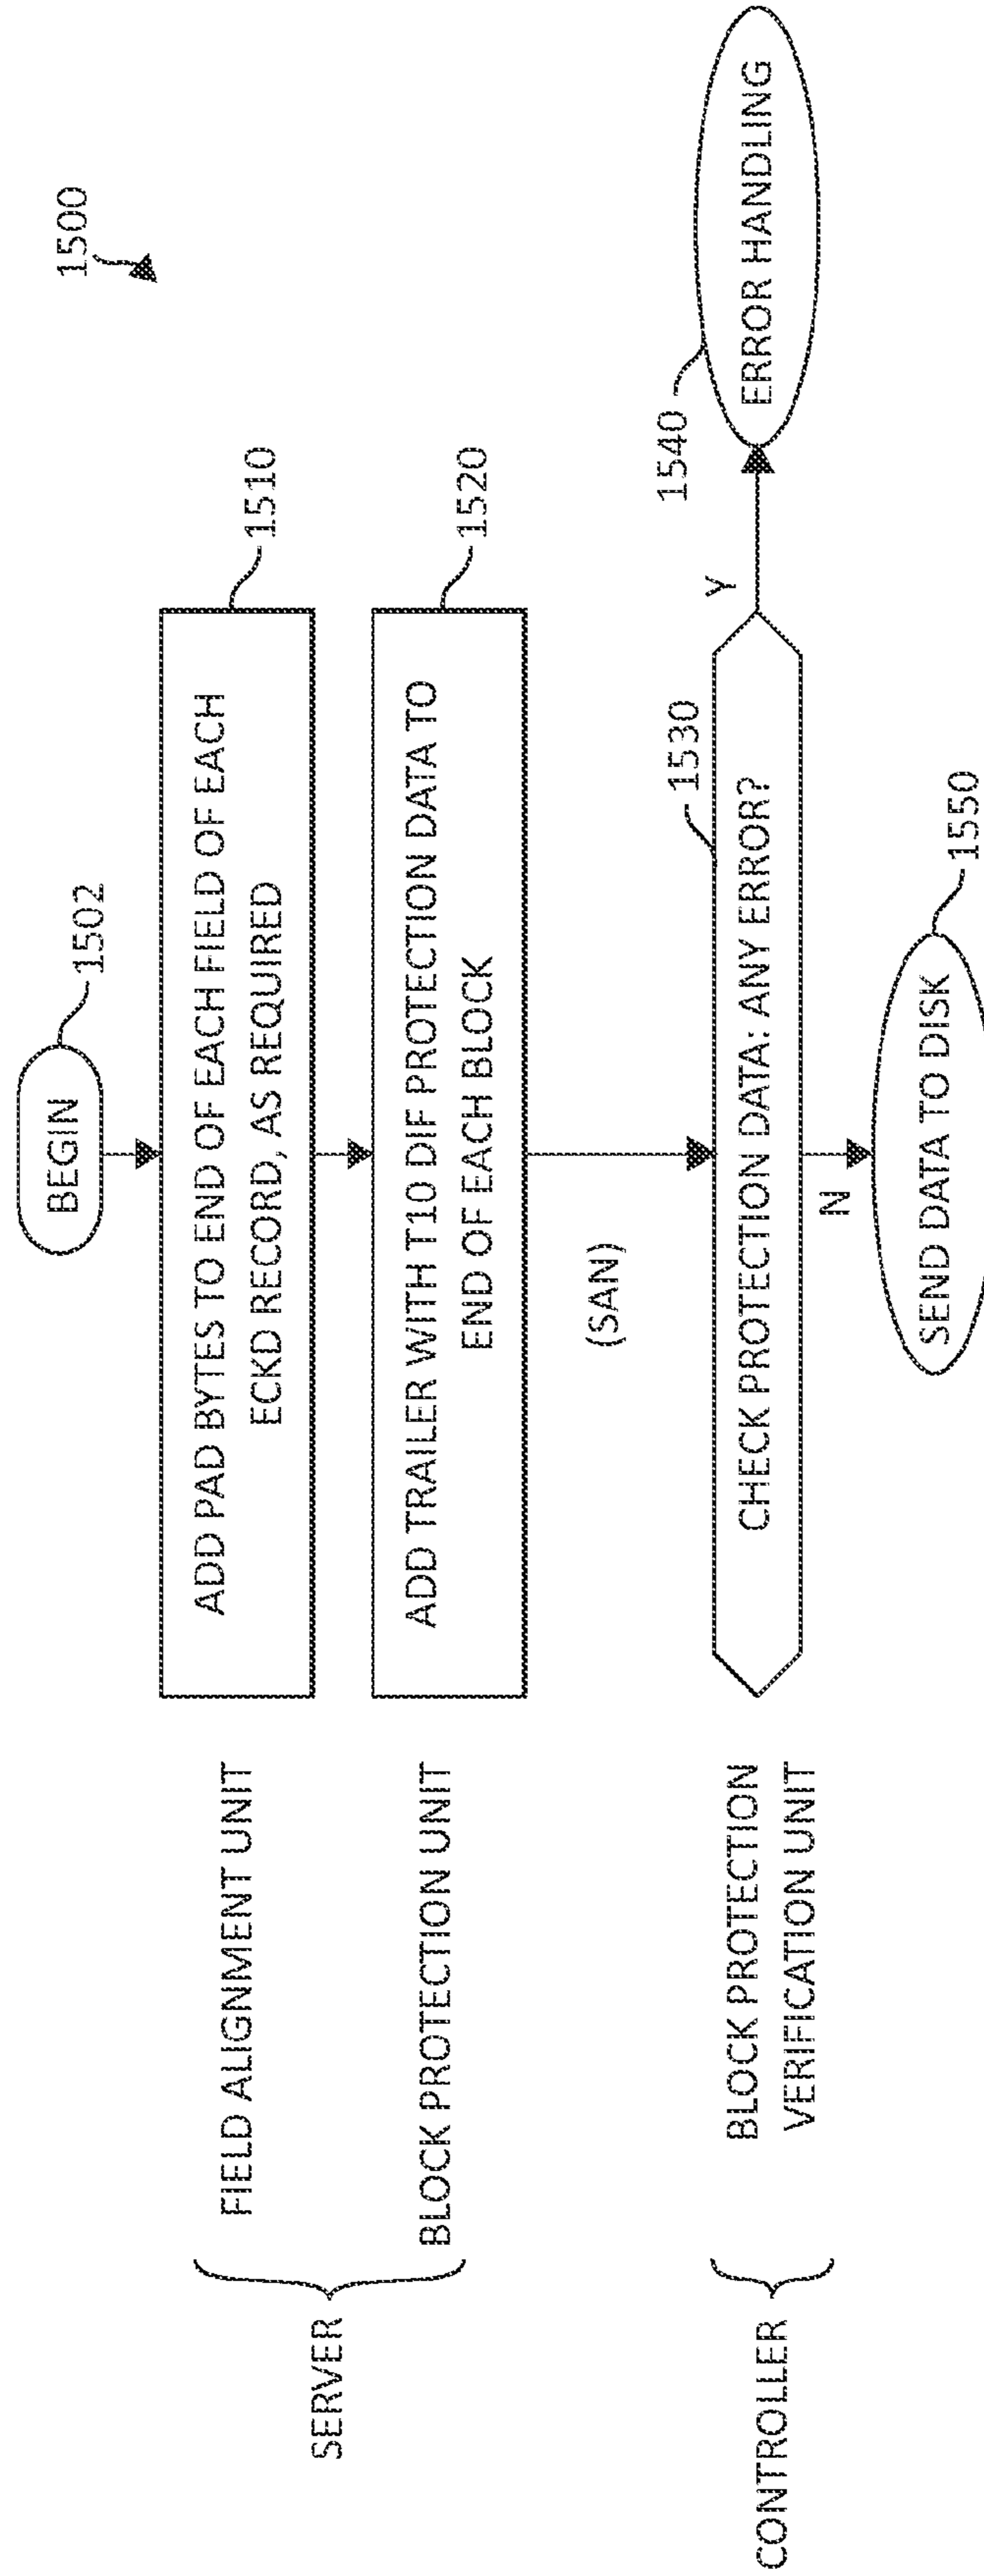 1500
BEGIN
1502
FIELD ALIGNMENT UNIT
ADD PAD BYTES TO END OF EACH FIELD OF EACH
ECKD RECORD, AS REQUIRED
1510
SERVER
BLOCK PROTECTION UNIT
ADD TRAILER WITH T10 DIF PROTECTION DATA TO
END OF EACH BLOCK
1520
(SAN)
1530
1540
CONTROLLER
BLOCK PROTECTION
VERIFICATION UNIT
CHECK PROTECTION DATA: ANY ERROR?
Y
ERROR HANDLING
N
SEND DATA TO DISK
1550